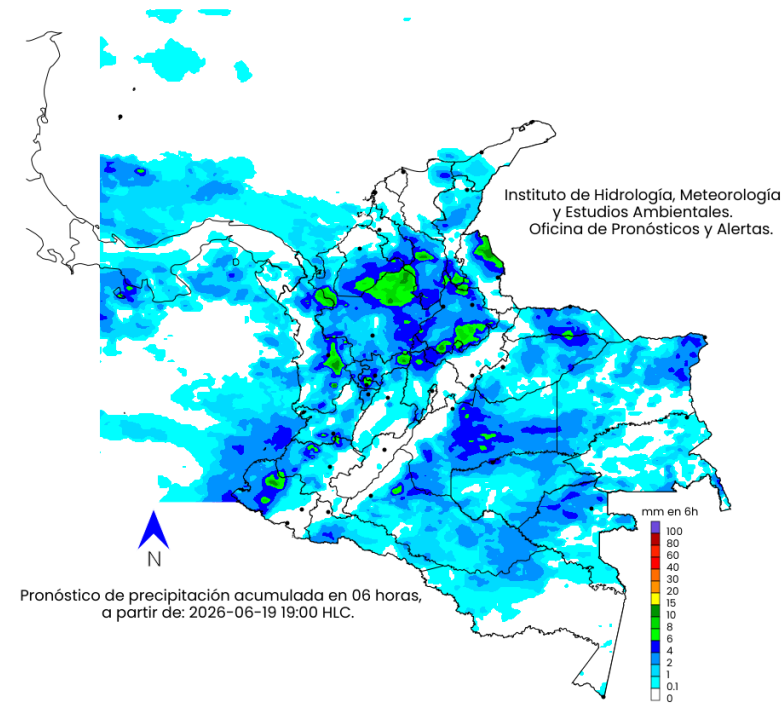 Instituto de Hidrología, Meteorología
y Estudios Ambientales.
Oficina de Pronósticos y Alertas.
mm en 6h
100
80
60
40
30
20
15
10
8
6
4
2
1
0.1
0
N
Pronóstico de precipitación acumulada en 06 horas,
a partir de: 2026-06-19 19:00 HLC.